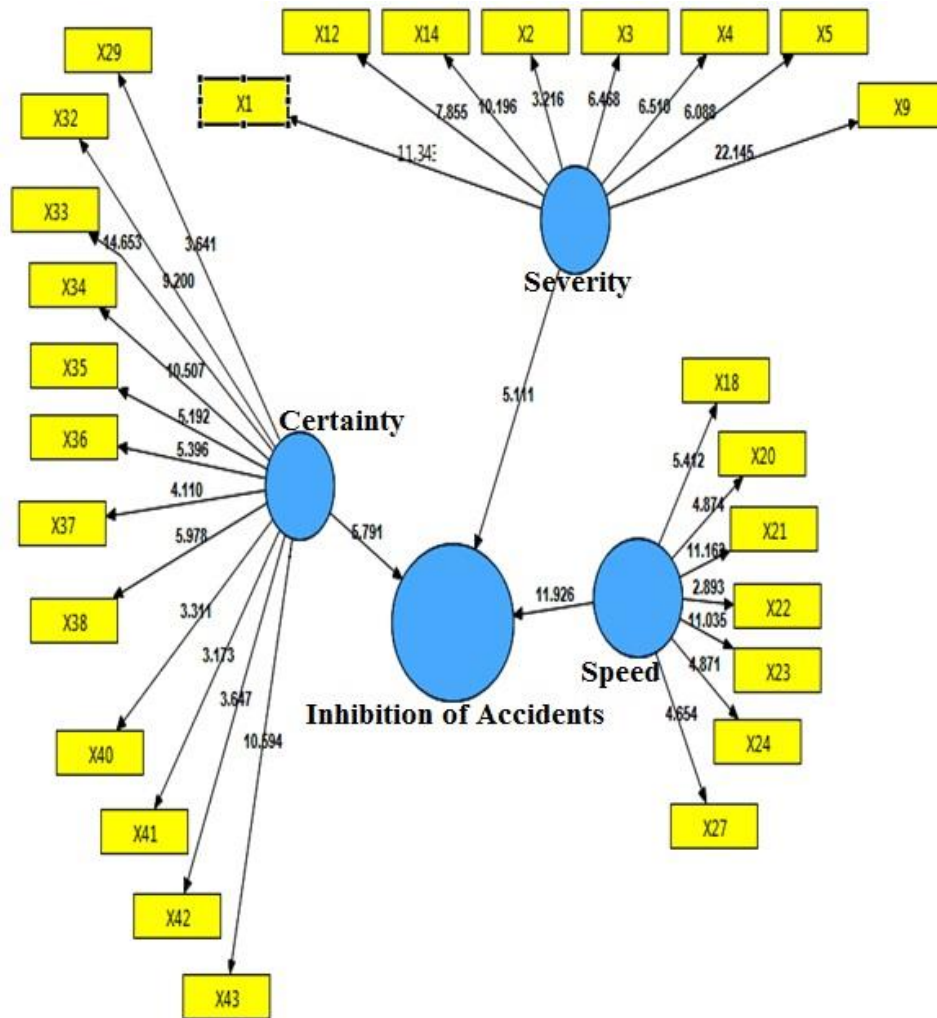 X29
X32
X33
X34
X35
X36
X37
X38
X40
X41
X42
X43
3.641
9.200
14.653
10.507
5.192
5.396
4.110
5.978
3.311
3.173
3.647
10.594
Certainty
5.791
X1
X12
X14
X2
X3
X4
X5
X9
11.343
7.855
10.196
3.216
6.468
6.510
6.088
22.145
Severity
5.111
X18
X20
X21
X22
X23
X24
X27
5.412
4.874
11.163
2.893
11.035
4.871
4.654
Speed
11.926
Inhibition of Accidents